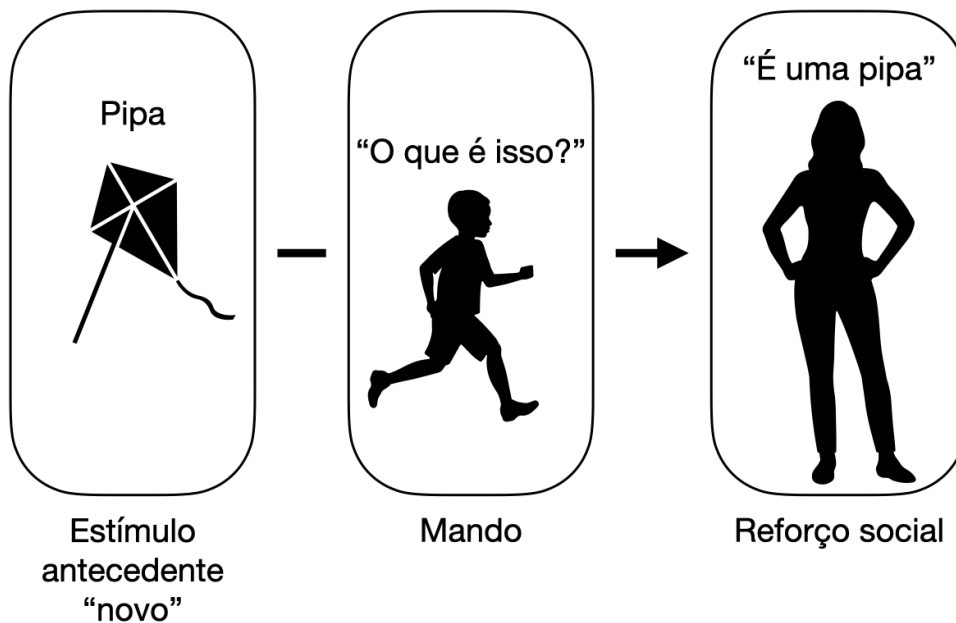 Pipa
“O que é isso?”
“É uma pipa”
Estímulo
antecedente
“novo”
Mando
Reforço social